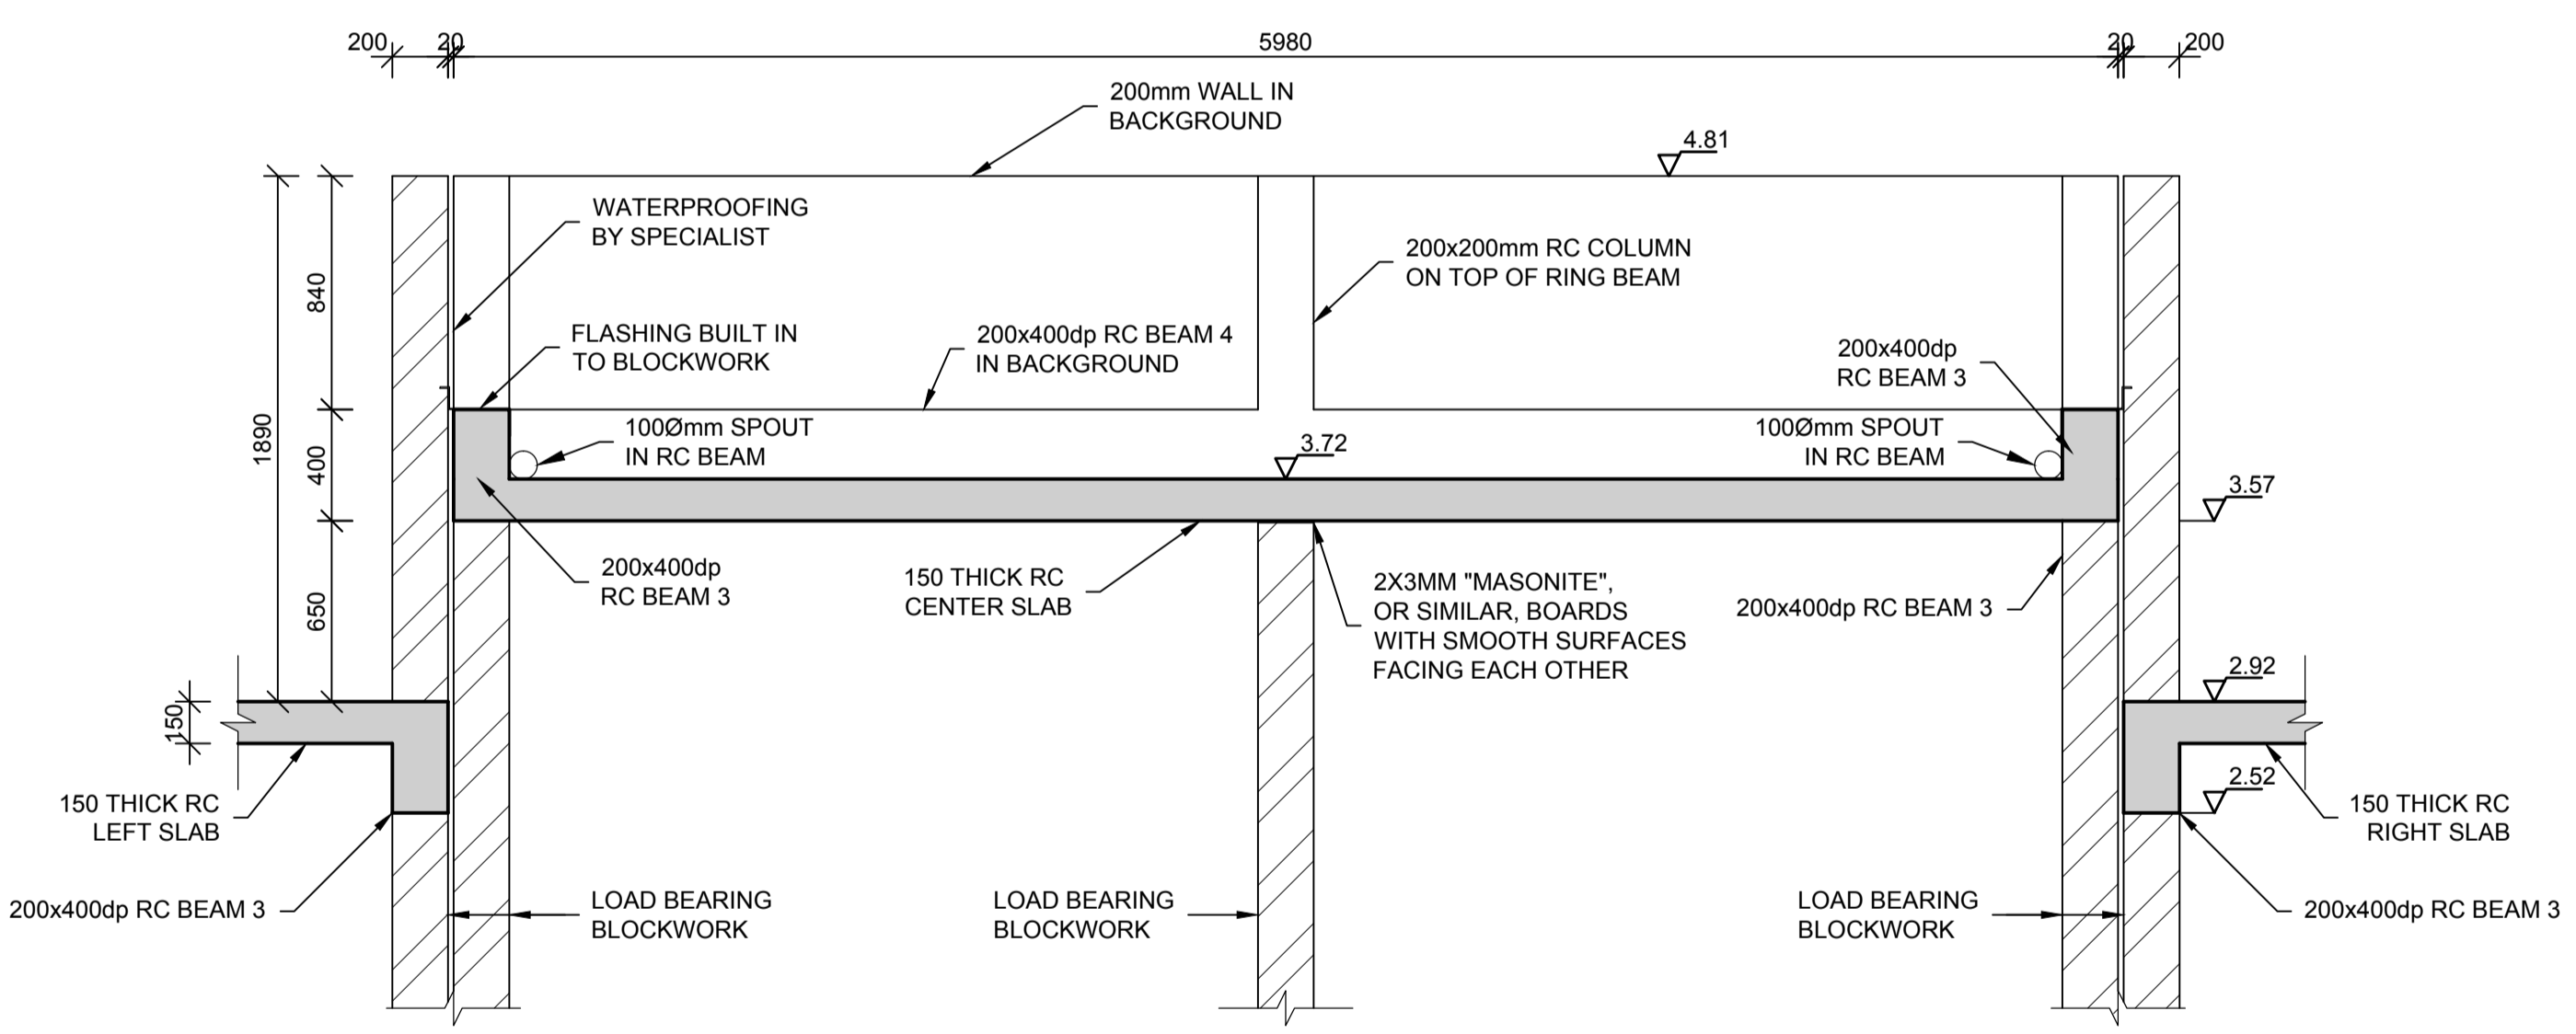 200
20
5980
20
200
200mm WALL IN
BACKGROUND
4.81
WATERPROOFING
BY SPECIALIST
200x200mm RC COLUMN
ON TOP OF RING BEAM
840
FLASHING BUILT IN
TO BLOCKWORK
200x400dp RC BEAM 4
IN BACKGROUND
200x400dp
RC BEAM 3
1890
400
100Ømm SPOUT
IN RC BEAM
3.72
100Ømm SPOUT
IN RC BEAM
3.57
650
200x400dp
RC BEAM 3
150 THICK RC
CENTER SLAB
2X3MM "MASONITE",
OR SIMILAR, BOARDS
WITH SMOOTH SURFACES
FACING EACH OTHER
200x400dp RC BEAM 3
2.92
150
2.52
150 THICK RC
LEFT SLAB
150 THICK RC
RIGHT SLAB
200x400dp RC BEAM 3
LOAD BEARING
BLOCKWORK
LOAD BEARING
BLOCKWORK
LOAD BEARING
BLOCKWORK
200x400dp RC BEAM 3